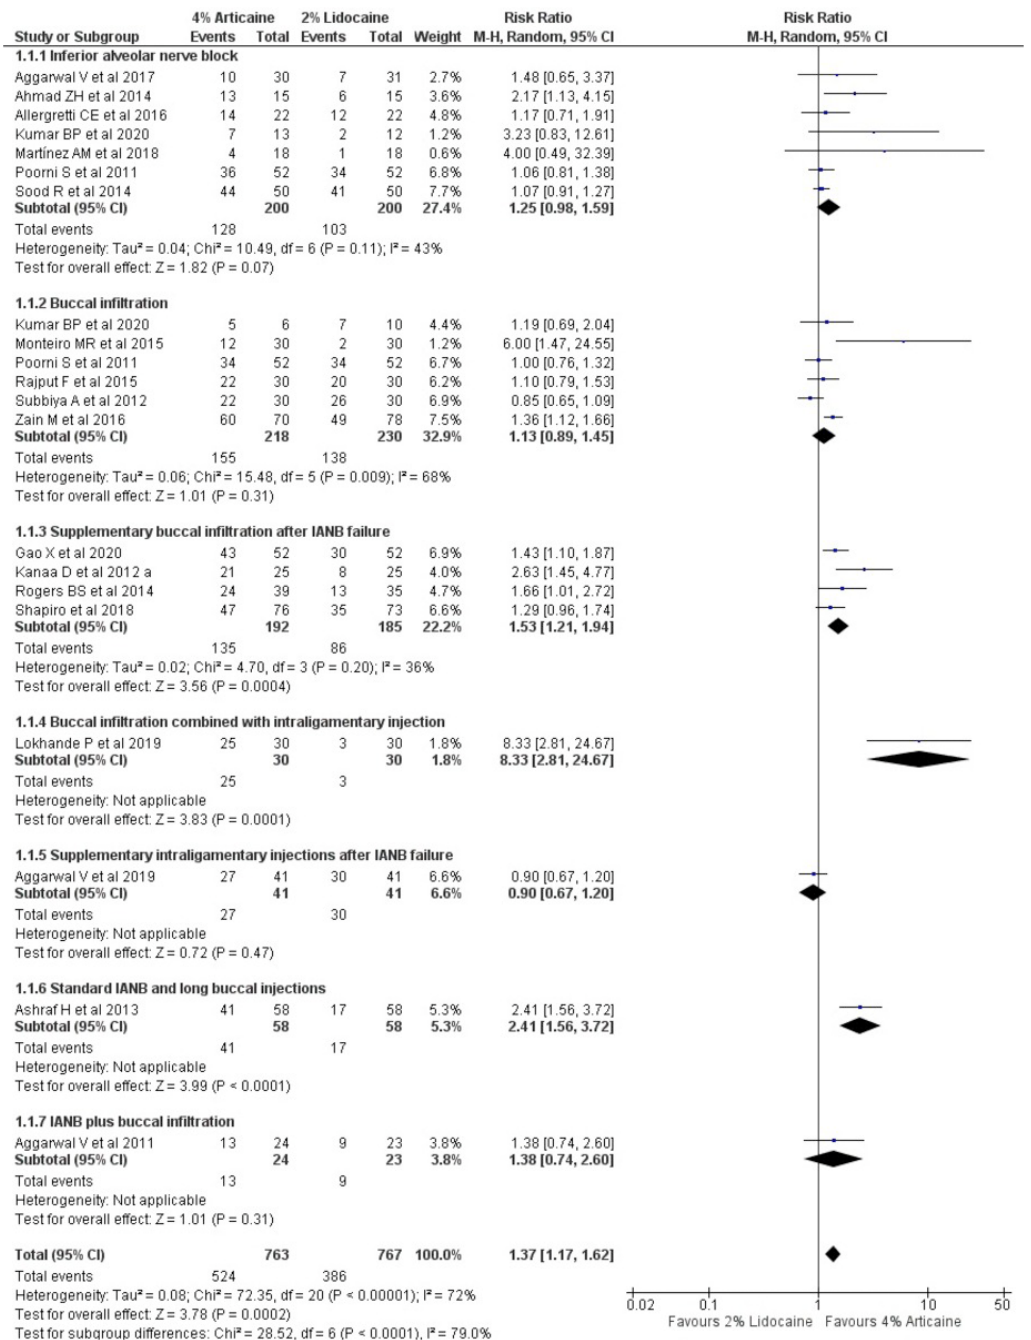 4% Articaine 2% Lidocaine Risk Ratio Risk Ratio
Study or Subgroup Events Total Events Total Weight M-H, Random, 95% CI M-H, Random, 95% CI
1.1.1 Inferior alveolar nerve block
Aggarwal V et al 2017 10 30 7 31 2.7% 1.48 [0.65, 3.37]
Ahmad ZH et al 2014 13 15 6 15 3.6% 2.17 [1.13, 4.15]
Allergretti CE et al 2016 14 22 12 22 4.8% 1.17 [0.71, 1.91]
Kumar BP et al 2020 7 13 2 12 1.2% 3.23 [0.83, 12.61]
Martínez AM et al 2018 4 18 1 18 0.6% 4.00 [0.49, 32.39]
Poorni S et al 2011 36 52 34 52 6.8% 1.06 [0.81, 1.38]
Sood R et al 2014 44 50 41 50 7.7% 1.07 [0.91, 1.27]
Subtotal (95% CI) 200 200 27.4% 1.25 [0.98, 1.59]
Total events 128 103
Heterogeneity: Tau² = 0.04; Chi² = 10.49, df = 6 (P = 0.11); I² = 43%
Test for overall effect: Z = 1.82 (P = 0.07)
1.1.2 Buccal infiltration
Kumar BP et al 2020 5 6 7 10 4.4% 1.19 [0.69, 2.04]
Monteiro MR et al 2015 12 30 2 30 1.2% 6.00 [1.47, 24.55]
Poorni S et al 2011 34 52 34 52 6.7% 1.00 [0.76, 1.32]
Rajput F et al 2015 22 30 20 30 6.2% 1.10 [0.79, 1.53]
Subbiya A et al 2012 22 30 26 30 6.9% 0.85 [0.65, 1.09]
Zain M et al 2016 60 70 49 78 7.5% 1.36 [1.12, 1.66]
Subtotal (95% CI) 218 230 32.9% 1.13 [0.89, 1.45]
Total events 155 138
Heterogeneity: Tau² = 0.06; Chi² = 15.48, df = 5 (P = 0.009); I² = 68%
Test for overall effect: Z = 1.01 (P = 0.31)
1.1.3 Supplementary buccal infiltration after IANB failure
Gao X et al 2020 43 52 30 52 6.9% 1.43 [1.10, 1.87]
Kanaa D et al 2012 a 21 25 8 25 4.0% 2.63 [1.45, 4.77]
Rogers BS et al 2014 24 39 13 35 4.7% 1.66 [1.01, 2.72]
Shapiro et al 2018 47 76 35 73 6.6% 1.29 [0.96, 1.74]
Subtotal (95% CI) 192 185 22.2% 1.53 [1.21, 1.94]
Total events 135 86
Heterogeneity: Tau² = 0.02; Chi² = 4.70, df = 3 (P = 0.20); I² = 36%
Test for overall effect: Z = 3.56 (P = 0.0004)
1.1.4 Buccal infiltration combined with intraligamentary injection
Lokhande P et al 2019 25 30 3 30 1.8% 8.33 [2.81, 24.67]
Subtotal (95% CI) 30 30 1.8% 8.33 [2.81, 24.67]
Total events 25 3
Heterogeneity: Not applicable
Test for overall effect: Z = 3.83 (P = 0.0001)
1.1.5 Supplementary intraligamentary injections after IANB failure
Aggarwal V et al 2019 27 41 30 41 6.6% 0.90 [0.67, 1.20]
Subtotal (95% CI) 41 41 6.6% 0.90 [0.67, 1.20]
Total events 27 30
Heterogeneity: Not applicable
Test for overall effect: Z = 0.72 (P = 0.47)
1.1.6 Standard IANB and long buccal injections
Ashraf H et al 2013 41 58 17 58 5.3% 2.41 [1.56, 3.72]
Subtotal (95% CI) 58 58 5.3% 2.41 [1.56, 3.72]
Total events 41 17
Heterogeneity: Not applicable
Test for overall effect: Z = 3.99 (P < 0.0001)
1.1.7 IANB plus buccal infiltration
Aggarwal V et al 2011 13 24 9 23 3.8% 1.38 [0.74, 2.60]
Subtotal (95% CI) 24 23 3.8% 1.38 [0.74, 2.60]
Total events 13 9
Heterogeneity: Not applicable
Test for overall effect: Z = 1.01 (P = 0.31)
Total (95% CI) 763 767 100.0% 1.37 [1.17, 1.62]
Total events 524 386
Heterogeneity: Tau² = 0.08; Chi² = 72.35, df = 20 (P < 0.00001); I² = 72%
Test for overall effect: Z = 3.78 (P = 0.0002)
Test for subgroup differences: Chi² = 28.52, df = 6 (P < 0.0001), I² = 79.0%
0.02 0.1 1 10 50
Favours 2% Lidocaine Favours 4% Articaine